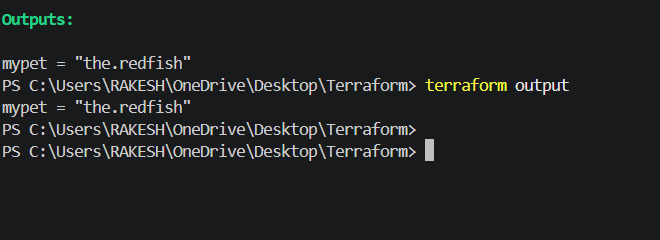 Outputs:
mypet = "the.redfish"
PS C:\Users\RAKESH\OneDrive\Desktop\Terraform> terraform output
mypet = "the.redfish"
PS C:\Users\RAKESH\OneDrive\Desktop\Terraform>
PS C:\Users\RAKESH\OneDrive\Desktop\Terraform>